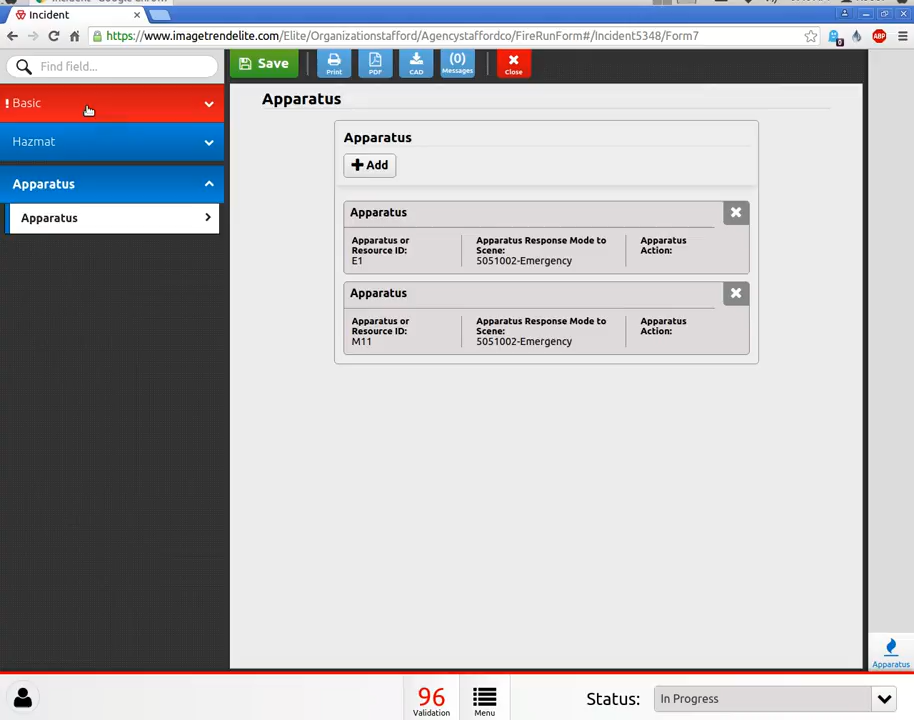 Incident
https://www.imagetrendelite.com/Elite/Organizationstafford/Agencystaffordco/FireRunForm#/Incident5348/Form7
ABP
Find field...
Save
Print
PDF
CAD
(0)
Messages
Close
! Basic
Hazmat
Apparatus
Apparatus
Apparatus
Apparatus
Add
Apparatus
Apparatus or
Resource ID:
E1
Apparatus Response Mode to
Scene:
5051002-Emergency
Apparatus
Action:
Apparatus
Apparatus or
Resource ID:
M11
Apparatus Response Mode to
Scene:
5051002-Emergency
Apparatus
Action:
Apparatus
96
Validation
Menu
Status:
In Progress